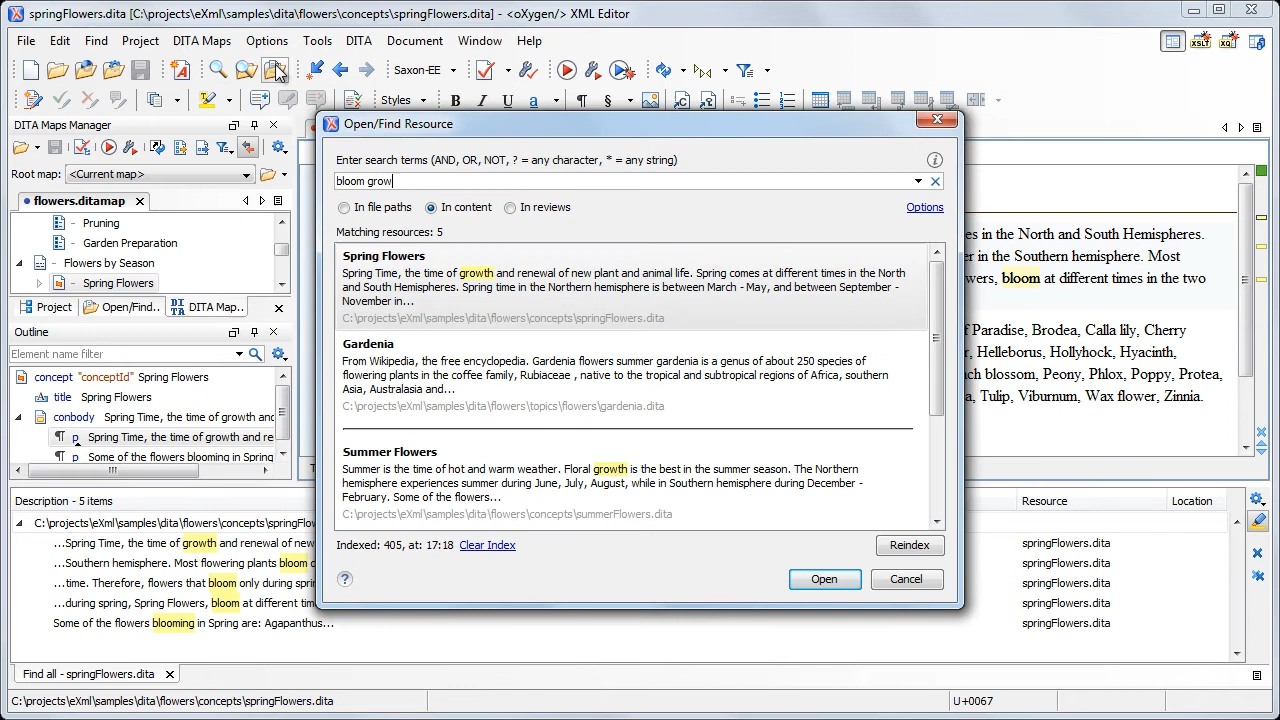 springFlowers.dita [C:\projects\eXml\samples\dita\flowers\concepts\springFlowers.dita] - <oXygen/> XML Editor
File Edit Find Project DITA Maps Options Tools DITA Document Window Help
Saxon-EE
Styles B I U a ¶ §
DITA Maps Manager
Root map: <Current map>
flowers.ditamap
Pruning
Garden Preparation
Flowers by Season
Spring Flowers
Project Open/Find... DITA Map...
Outline
Element name filter
concept "conceptId" Spring Flowers
title Spring Flowers
conbody Spring Time, the time of growth and
¶ p Spring Time, the time of growth and re
¶ p Some of the flowers blooming in Spring
Open/Find Resource
Enter search terms (AND, OR, NOT, ? = any character, * = any string)
bloom grow
In file paths In content In reviews Options
Matching resources: 5
Spring Flowers
Spring Time, the time of growth and renewal of new plant and animal life. Spring comes at different times in the North
and South Hemispheres. Spring time in the Northern hemisphere is between March - May, and between September -
November in...
C:\projects\eXml\samples\dita\flowers\concepts\springFlowers.dita
Gardenia
From Wikipedia, the free encyclopedia. Gardenia flowers summer gardenia is a genus of about 250 species of
flowering plants in the coffee family, Rubiaceae , native to the tropical and subtropical regions of Africa, southern
Asia, Australasia and...
C:\projects\eXml\samples\dita\flowers\topics\flowers\gardenia.dita
Summer Flowers
Summer is the time of hot and warm weather. Floral growth is the best in the summer season. The Northern
hemisphere experiences summer during June, July, August, while in Southern hemisphere during December -
February. Some of the flowers...
C:\projects\eXml\samples\dita\flowers\concepts\summerFlowers.dita
Indexed: 405, at: 17:18 Clear Index Reindex
Open Cancel
es in the North and South Hemispheres.
er in the Southern hemisphere. Most
wers, bloom at different times in the two
of Paradise, Brodea, Calla lily, Cherry
, Helleborus, Hollyhock, Hyacinth,
ch blossom, Peony, Phlox, Poppy, Protea,
a, Tulip, Viburnum, Wax flower, Zinnia.
Description - 5 items Resource Location
C:\projects\eXml\samples\dita\flowers\concepts\springFlow
...Spring Time, the time of growth and renewal of new springFlowers.dita
...Southern hemisphere. Most flowering plants bloom springFlowers.dita
...time. Therefore, flowers that bloom only during spri springFlowers.dita
...during spring, Spring Flowers, bloom at different tim springFlowers.dita
Some of the flowers blooming in Spring are: Agapanthus... springFlowers.dita
Find all - springFlowers.dita
C:\projects\eXml\samples\dita\flowers\concepts\springFlowers.dita U+0067